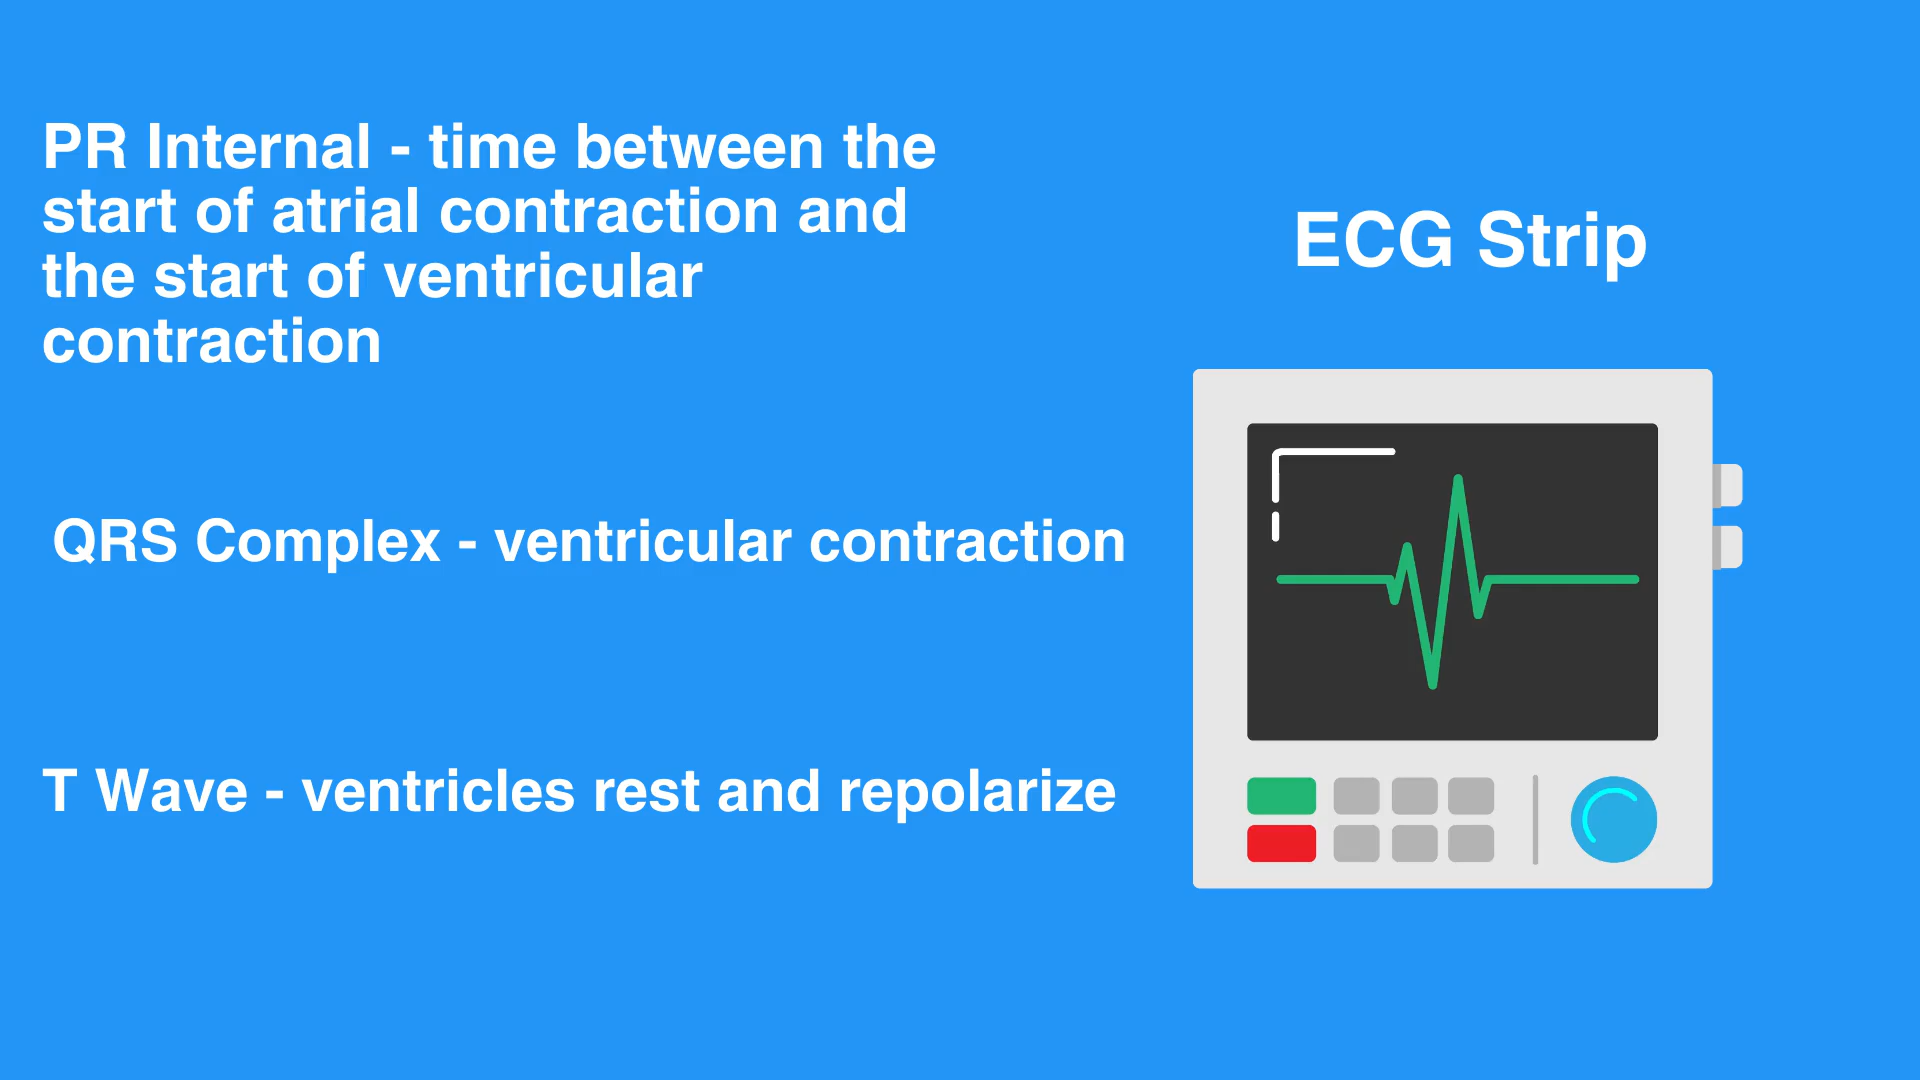 PR Internal - time between the
start of atrial contraction and
the start of ventricular
contraction
ECG Strip
QRS Complex - ventricular contraction
T Wave - ventricles rest and repolarize